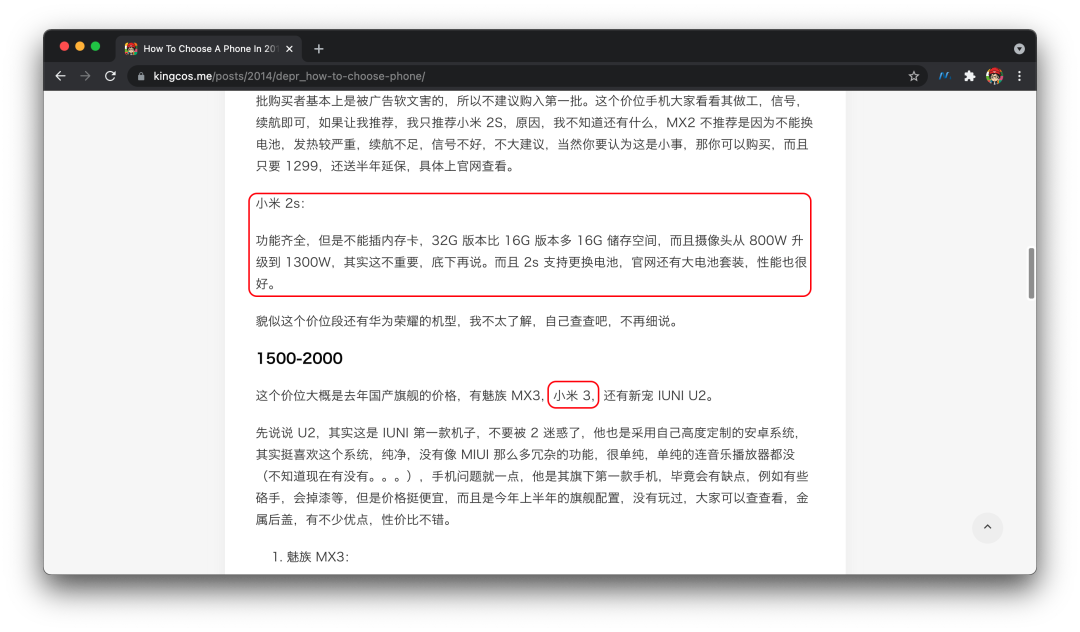 How To Choose A Phone In 201
kingcos.me/posts/2014/depr_how-to-choose-phone/
批购买者基本上是被广告软文害的，所以不建议购入第一批。这个价位手机大家看看其做工，信号，
续航即可，如果让我推荐，我只推荐小米 2S，原因，我不知道还有什么，MX2 不推荐是因为不能换
电池，发热较严重，续航不足，信号不好，不大建议，当然你要认为这是小事，那你可以购买，而且
只要 1299，还送半年延保，具体上官网查看。
小米 2s：
功能齐全，但是不能插内存卡，32G 版本比 16G 版本多 16G 储存空间，而且摄像头从 800W 升
级到 1300W，其实这不重要，底下再说。而且 2s 支持更换电池，官网还有大电池套装，性能也很
好。
貌似这个价位段还有华为荣耀的机型，我不太了解，自己查查吧，不再细说。
1500-2000
这个价位大概是去年国产旗舰的价格，有魅族 MX3，小米 3，还有新宠 IUNI U2。
先说说 U2，其实这是 IUNI 第一款机子，不要被 2 迷惑了，他也是采用自己高度定制的安卓系统，
其实挺喜欢这个系统，纯净，没有像 MIUI 那么多冗杂的功能，很单纯，单纯的连音乐播放器都没
（不知道现在有没有。。。），手机问题就一点，他是其旗下第一款手机，毕竟会有缺点，例如有些
硌手，会掉漆等，但是价格挺便宜，而且是今年上半年的旗舰配置，没有玩过，大家可以查查看，金
属后盖，有不少优点，性价比不错。
1. 魅族 MX3：